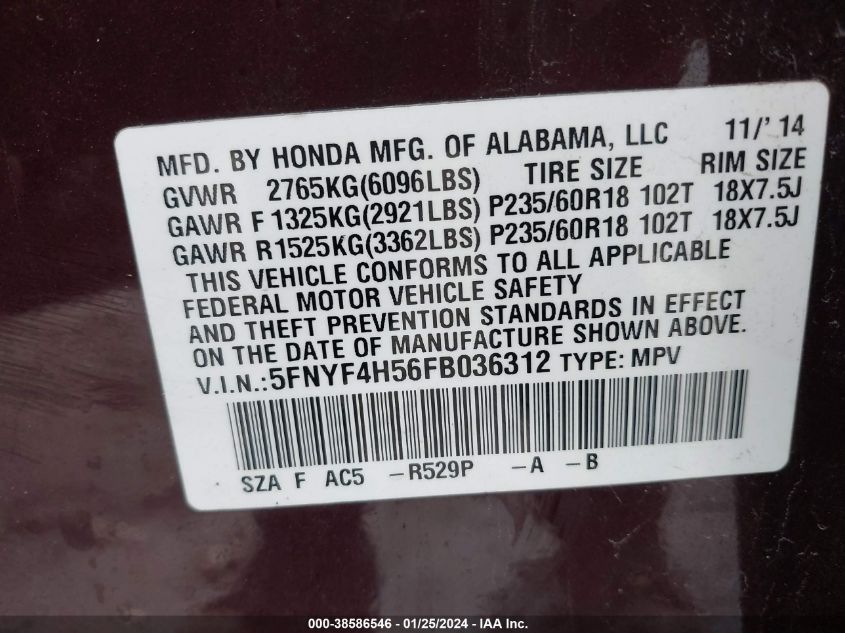 MFD. BY HONDA MFG. OF ALABAMA, LLC 11/'14
GVWR 2765KG(6096LBS) TIRE SIZE RIM SIZE
GAWR F 1325KG(2921LBS) P235/60R18 102T 18X7.5J
GAWR R1525KG(3362LBS) P235/60R18 102T 18X7.5J
THIS VEHICLE CONFORMS TO ALL APPLICABLE
FEDERAL MOTOR VEHICLE SAFETY
AND THEFT PREVENTION STANDARDS IN EFFECT
ON THE DATE OF MANUFACTURE SHOWN ABOVE.
V.I.N.:5FNYF4H56FB036312 TYPE: MPV
SZA F AC5 -R529P -A -B
000-38586546 - 01/25/2024 - IAA Inc.